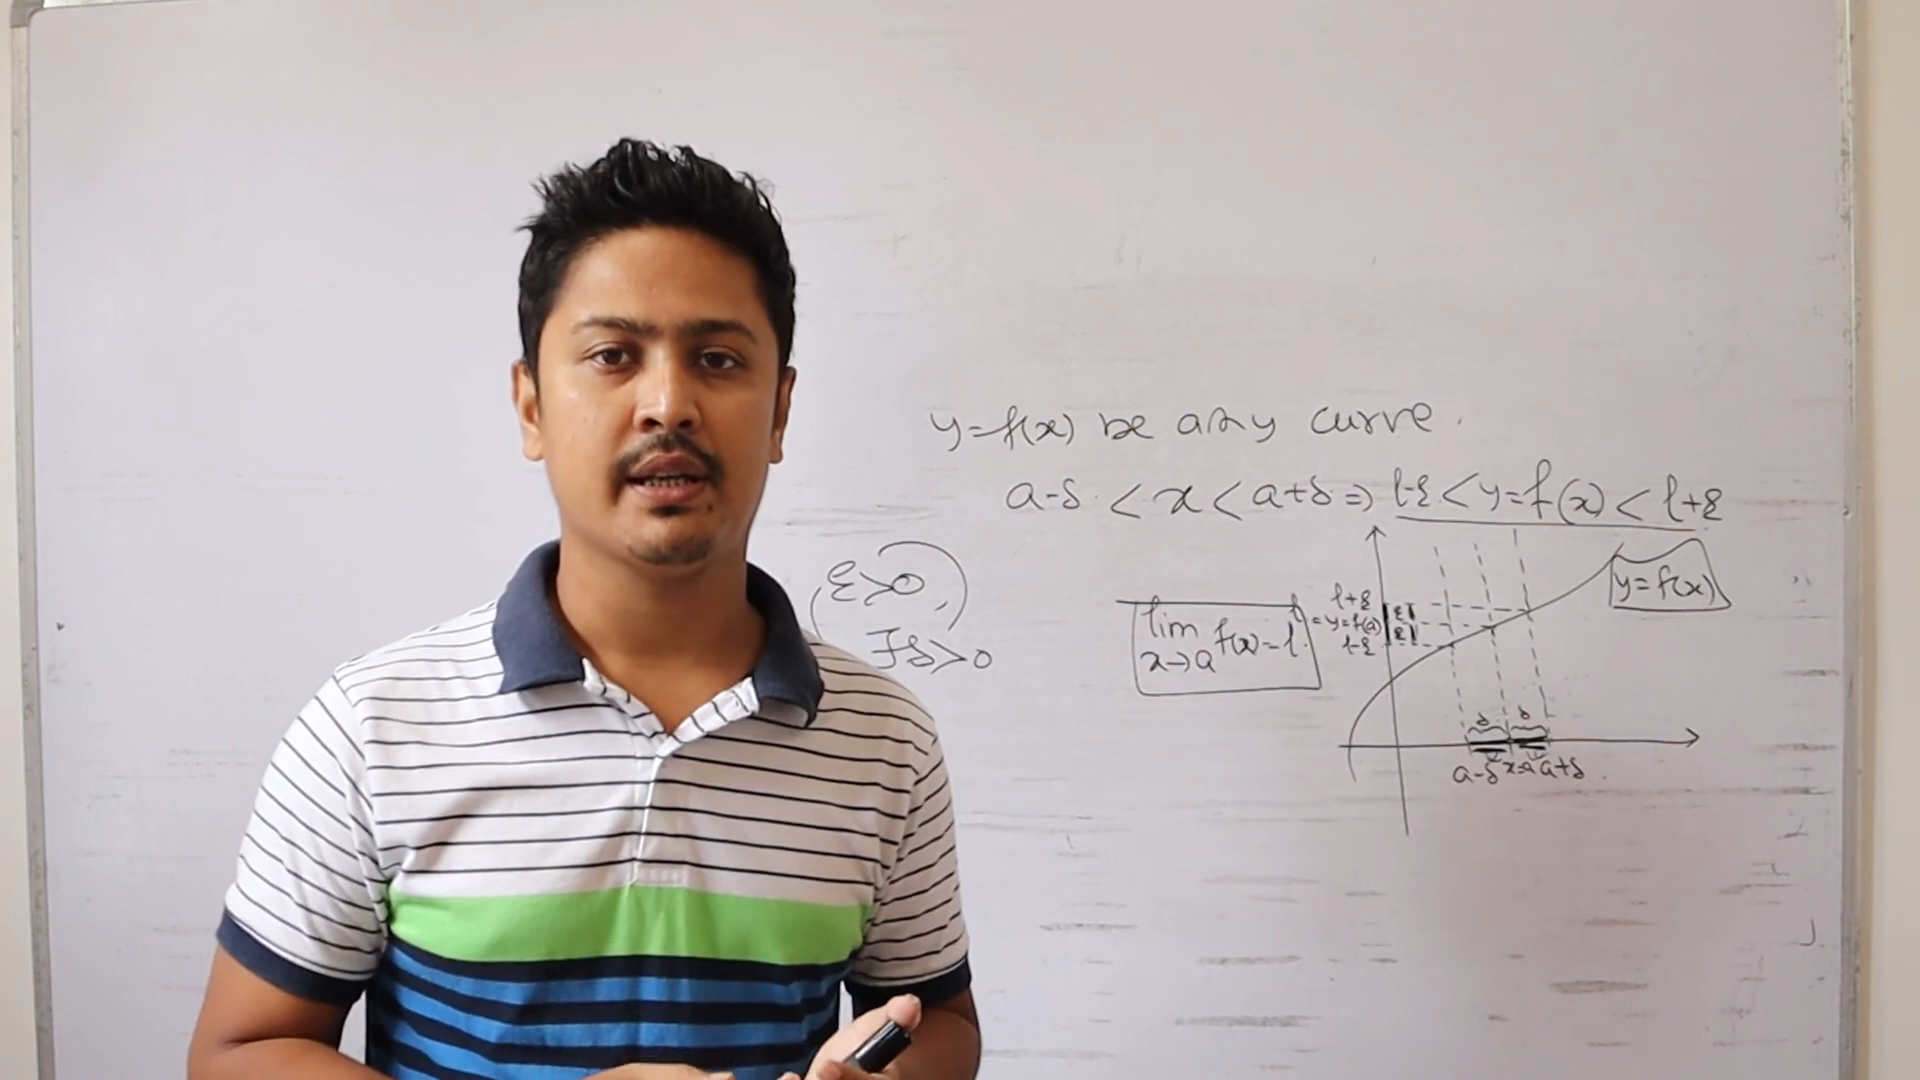 y=f(x) be any curve.
a-δ < x < a+δ ⇒ l-ε < y=f(x) < l+ε
ε>0,
∃δ>0
lim f(x)=l.
x→a
l+ε
l = y=f(a)
l-ε
ε
ε
y=f(x)
δ δ
a-δ x=a a+δ